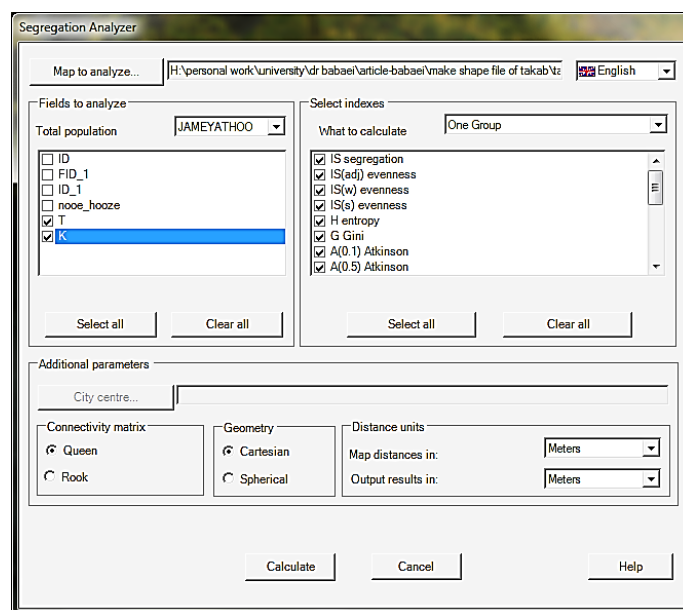 Segregation Analyzer
Map to analyze... H:\personal work\university\dr babaei\article-babaei\make shape file of takab\ta English
Fields to analyze
Total population JAMEYATHOO
ID
FID_1
ID_1
nooe_hooze
T
K
Select all Clear all
Select indexes
What to calculate One Group
IS segregation
IS(adj) evenness
IS(w) evenness
IS(s) evenness
H entropy
G Gini
A(0.1) Atkinson
A(0.5) Atkinson
Select all Clear all
Additional parameters
City centre...
Connectivity matrix
Queen
Rook
Geometry
Cartesian
Spherical
Distance units
Map distances in: Meters
Output results in: Meters
Calculate Cancel Help